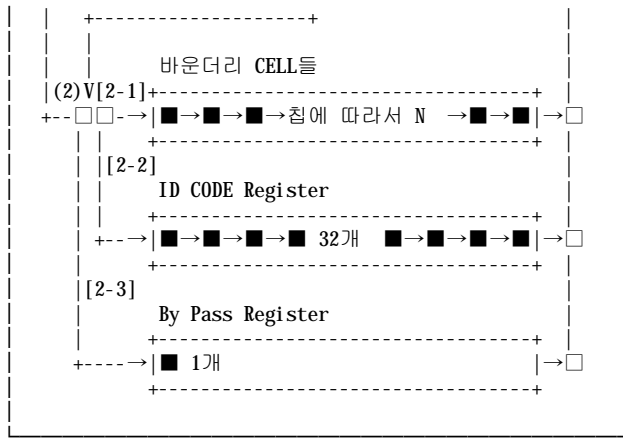 바운더리 CELL들
(2)V[2-1]
■→■→■→칩에 따라서 N →■→■
[2-2]
ID CODE Register
■→■→■→■ 32개 ■→■→■→■
[2-3]
By Pass Register
■ 1개